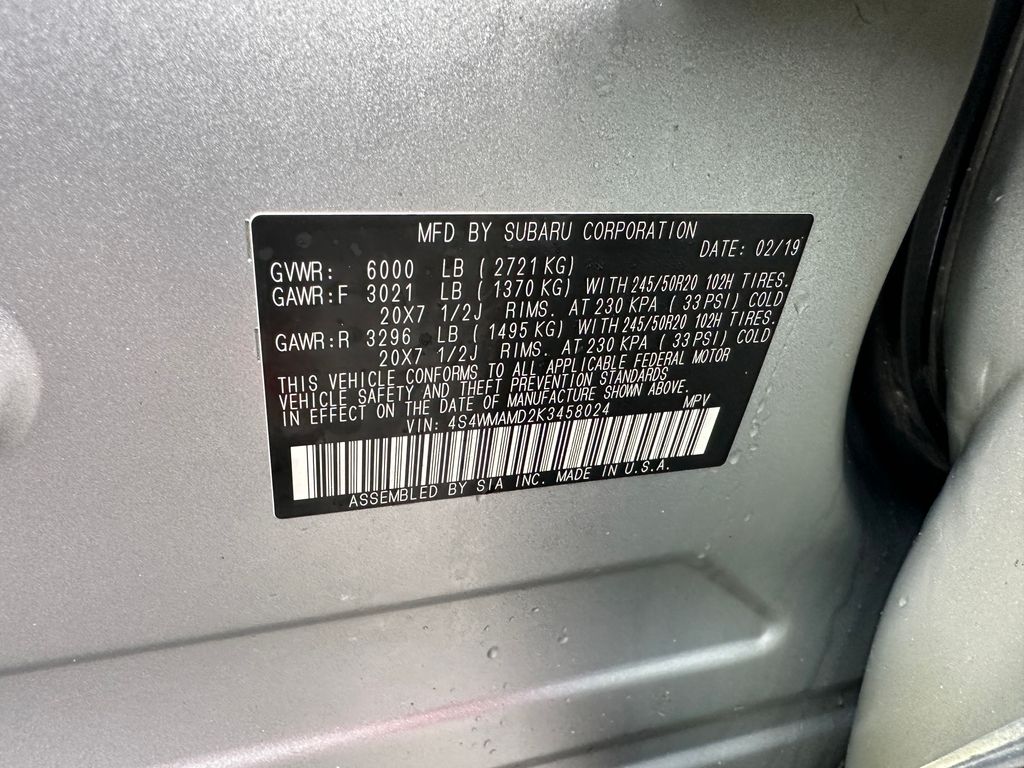 MFD BY SUBARU CORPORATION
DATE: 02/19
GVWR: 6000 LB ( 2721 KG)
GAWR:F 3021 LB ( 1370 KG) WITH 245/50R20 102H TIRES.
20X7 1/2J RIMS. AT 230 KPA ( 33 PSI) COLD
GAWR:R 3296 LB ( 1495 KG) WITH 245/50R20 102H TIRES.
20X7 1/2J RIMS. AT 230 KPA ( 33 PSI) COLD
THIS VEHICLE CONFORMS TO ALL APPLICABLE FEDERAL MOTOR
VEHICLE SAFETY AND THEFT PREVENTION STANDARDS
IN EFFECT ON THE DATE OF MANUFACTURE SHOWN ABOVE.
VIN: 4S4WMAMD2K3458024 MPV
ASSEMBLED BY SIA INC. MADE IN U.S.A.